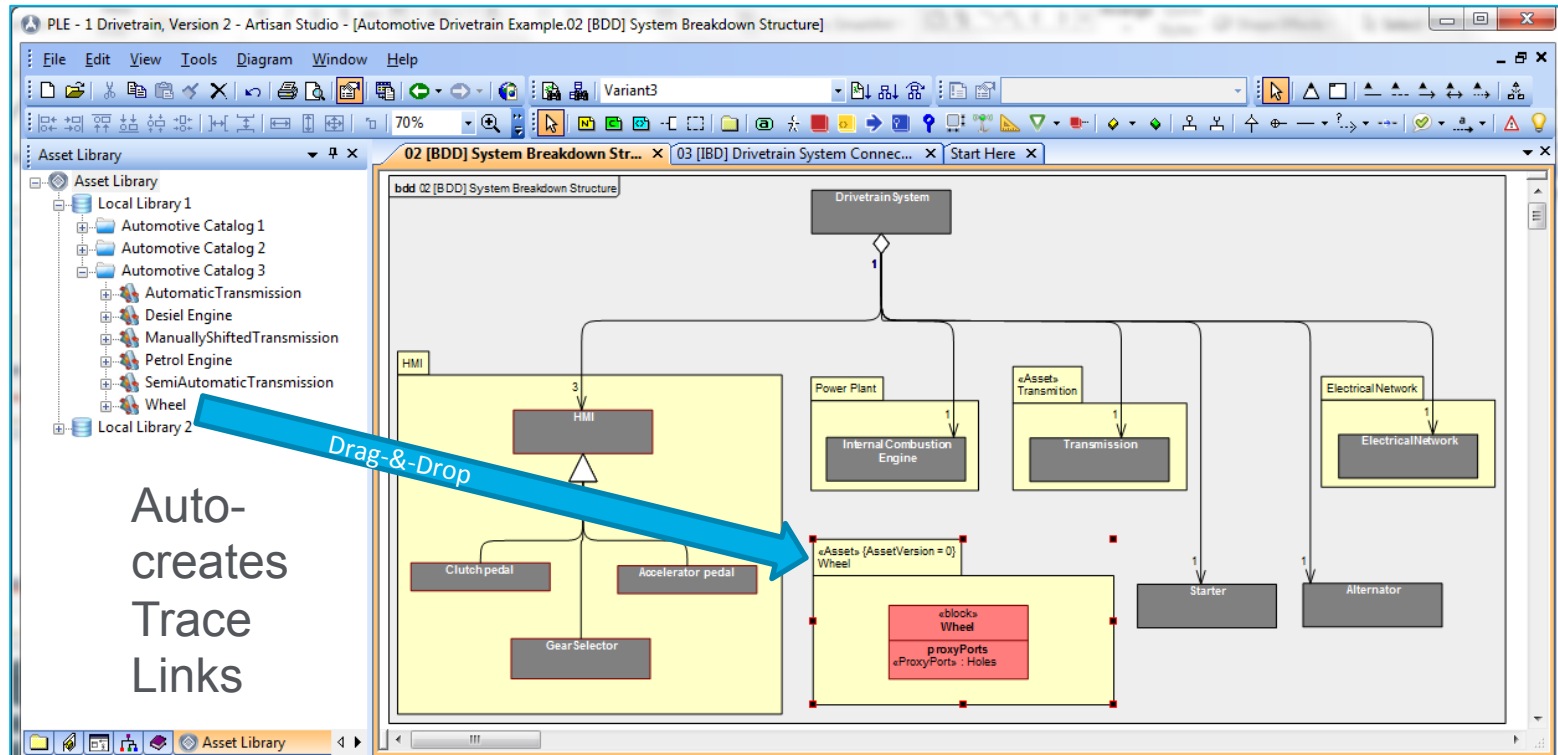 PLE - 1 Drivetrain, Version 2 - Artisan Studio - [Automotive Drivetrain Example.02 [BDD] System Breakdown Structure]
File Edit View Tools Diagram Window Help
Variant3
70%
Asset Library
02 [BDD] System Breakdown Str...
03 [IBD] Drivetrain System Connec...
Start Here
Asset Library
Local Library 1
Automotive Catalog 1
Automotive Catalog 2
Automotive Catalog 3
AutomaticTransmission
Desiel Engine
ManuallyShiftedTransmission
Petrol Engine
SemiAutomaticTransmission
Wheel
Local Library 2
Drag-&-Drop
Auto-
creates
Trace
Links
Asset Library
bdd 02 [BDD] System Breakdown Structure
DrivetrainSystem
1
HMI
3
HMI
Clutch pedal
Accelerator pedal
GearSelector
Power Plant
1
InternalCombustion
Engine
«Asset»
Transmition
1
Transmission
ElectricalNetwork
1
ElectricalNetwork
«Asset» {AssetVersion = 0}
Wheel
«block»
Wheel
proxyPorts
«ProxyPort» : Holes
1
Starter
1
Alternator